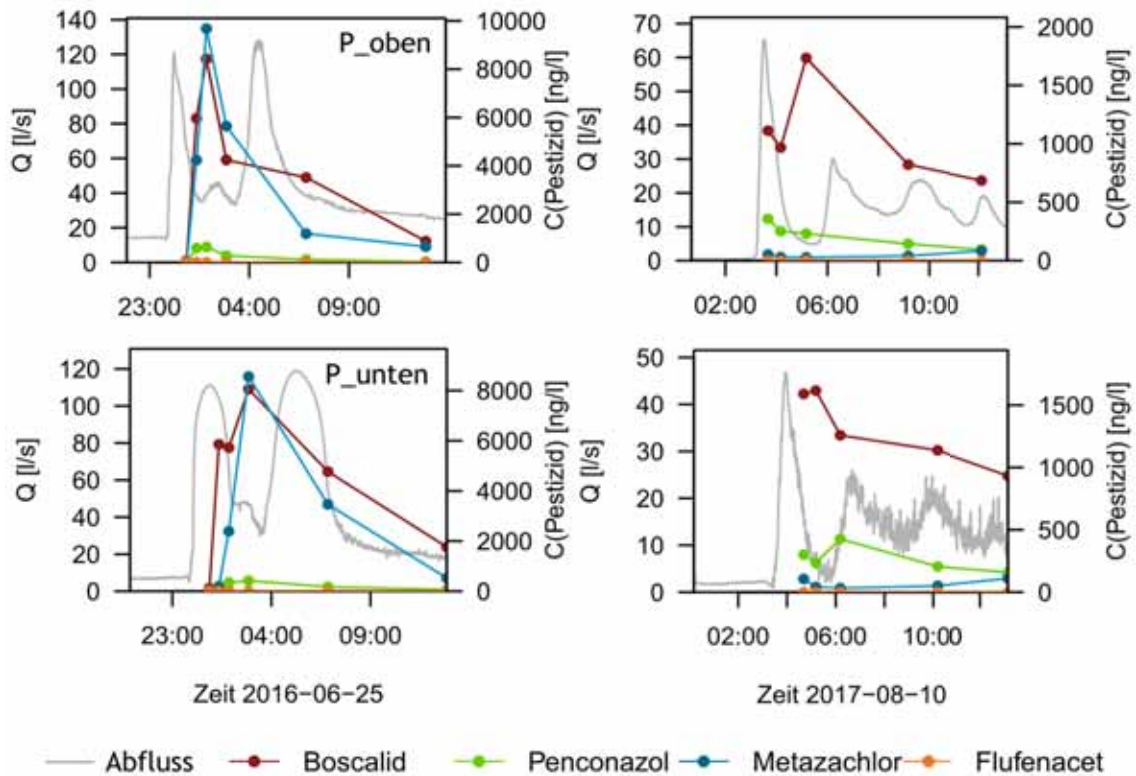 P_oben
Q [l/s]
140
120
100
80
60
40
20
0
10000
8000
6000
4000
2000
0
C(Pestizid) [ng/l]
23:00 04:00 09:00
Q [l/s]
70
60
50
40
30
20
10
0
2000
1500
1000
500
0
C(Pestizid) [ng/l]
02:00 06:00 10:00
P_unten
Q [l/s]
120
100
80
60
40
20
0
8000
6000
4000
2000
0
C(Pestizid) [ng/l]
23:00 04:00 09:00
Zeit 2016-06-25
Q [l/s]
50
40
30
20
10
0
1500
1000
500
0
C(Pestizid) [ng/l]
02:00 06:00 10:00
Zeit 2017-08-10
Abfluss Boscalid Penconazol Metazachlor Flufenacet